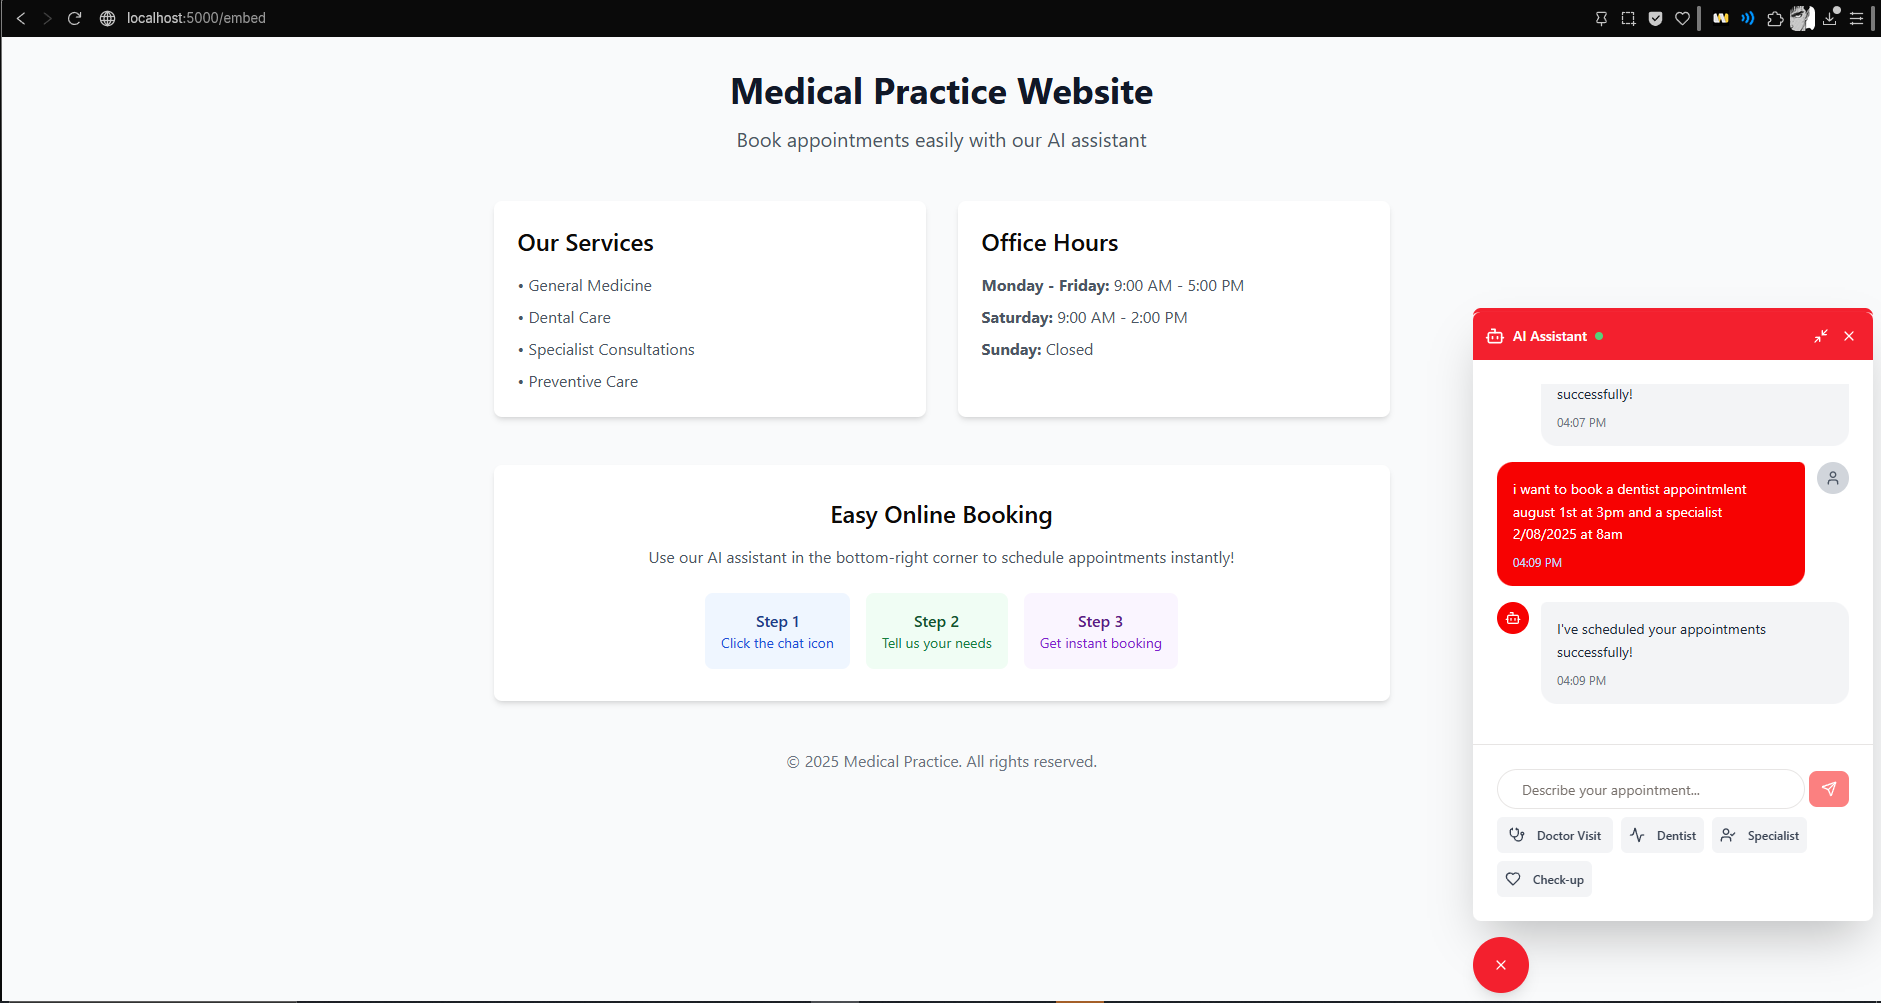 localhost:5000/embed
Medical Practice Website
Book appointments easily with our AI assistant
Our Services
• General Medicine
• Dental Care
• Specialist Consultations
• Preventive Care
Office Hours
Monday - Friday: 9:00 AM - 5:00 PM
Saturday: 9:00 AM - 2:00 PM
Sunday: Closed
Easy Online Booking
Use our AI assistant in the bottom-right corner to schedule appointments instantly!
Step 1
Click the chat icon
Step 2
Tell us your needs
Step 3
Get instant booking
© 2025 Medical Practice. All rights reserved.
AI Assistant
successfully!
04:07 PM
i want to book a dentist appointmlent
august 1st at 3pm and a specialist
2/08/2025 at 8am
04:09 PM
I've scheduled your appointments
successfully!
04:09 PM
Describe your appointment...
Doctor Visit
Dentist
Specialist
Check-up